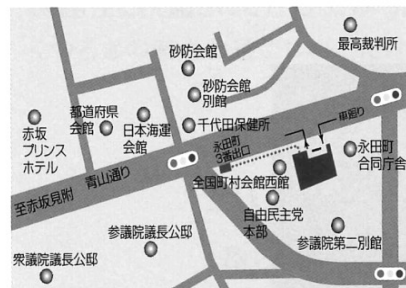 最高裁判所
砂防会館
砂防会館
別館
都道府県
会館
日本海運
会館
千代田保健所
車廻り
赤坂
プリンス
ホテル
永田町
3番出口
永田町
合同庁舎
全国町村会館西館
青山通り
至赤坂見附
自由民主党
本部
参議院議長公邸
参議院第二別館
衆議院議長公邸